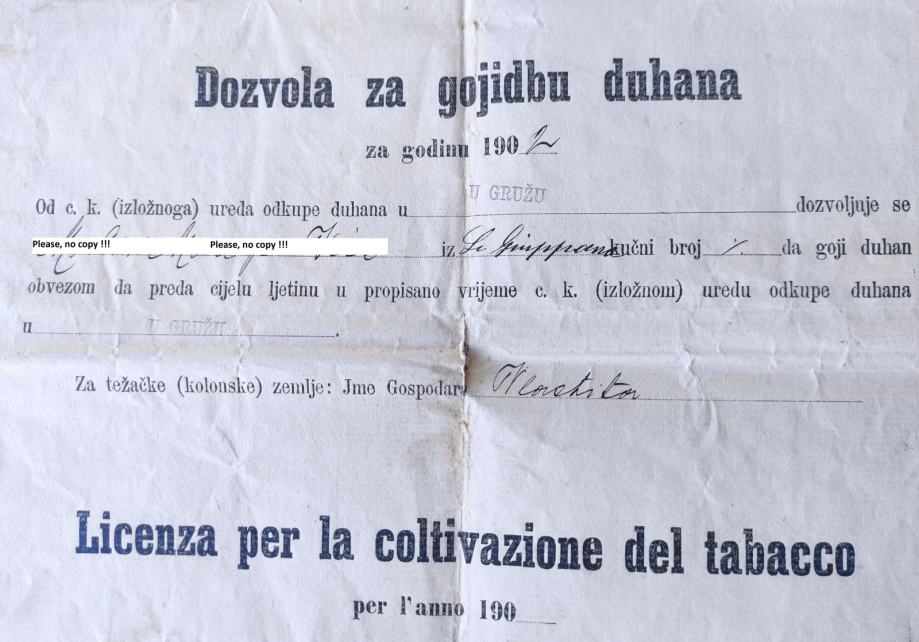 Dozvola za gojidbu duhana
za godinu 1902
Od c. k. (izložnoga) ureda odkupe duhana u U GRUŽU dozvoljuje se
Please, no copy !!! Please, no copy !!! iz kućni broj da goji duhan
obvezom da preda cijelu ljetinu u propisano vrijeme c. k. (izložnom) uredu odkupe duhana
u U GRUŽU.
Za težačke (kolonske) zemlje: Jme Gospodara
Licenza per la coltivazione del tabacco
per l'anno 190